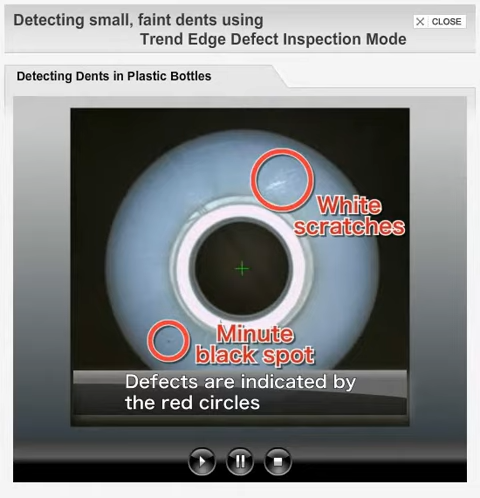 Detecting small, faint dents using
Trend Edge Defect Inspection Mode
CLOSE
Detecting Dents in Plastic Bottles
White
scratches
Minute
black spot
Defects are indicated by
the red circles